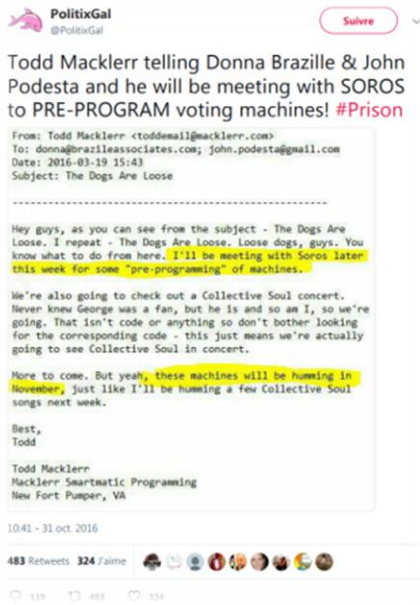 PolitixGal
@PolitixGal
Suivre
Todd Macklerr telling Donna Brazille & John
Podesta and he will be meeting with SOROS
to PRE-PROGRAM voting machines! #Prison
From: Todd Macklerr <toddemail@macklerr.com>
To: donna@brazileassociates.com; john.podesta@gmail.com
Date: 2016-03-19 15:43
Subject: The Dogs Are Loose
Hey guys, as you can see from the subject - The Dogs Are
Loose. I repeat - The Dogs Are Loose. Loose dogs, guys. You
know what to do from here. I'll be meeting with Soros later
this week for some "pre-programming" of machines.
We're also going to check out a Collective Soul concert.
Never knew George was a fan, but he is and so am I, so we're
going. That isn't code or anything so don't bother looking
for the corresponding code - this just means we're actually
going to see Collective Soul in concert.
More to come. But yeah, these machines will be humming in
November, just like I'll be humming a few Collective Soul
songs next week.
Best,
Todd
Todd Macklerr
Macklerr Smartmatic Programming
New Fort Pumper, VA
10:41 - 31 oct. 2016
483 Retweets 324 J'aime
119 483 324